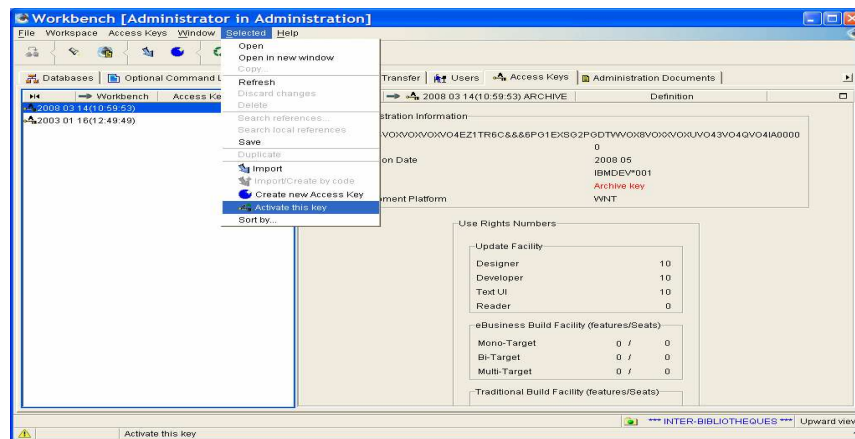 Workbench [Administrator in Administration]
File Workspace Access Keys Window Selected Help
Open
Open in new window
Copy...
Refresh
Discard changes
Delete
Search references...
Search local references
Save
Duplicate
Import
Import/Create by code
Create new Access Key
Activate this key
Sort by...
Databases Optional Command L Transfer Users Access Keys Administration Documents
Workbench Access Ke
2008 03 14(10:59:53)
2003 01 16(12:49:49)
2008 03 14(10:59:53) ARCHIVE Definition
stration Information
0
on Date 2008 05
IBMDEV*001
Archive key
ment Platform WNT
Use Rights Numbers
Update Facility
Designer 10
Developer 10
Text UI 10
Reader 0
eBusiness Build Facility (features/Seats)
Mono-Target 0 / 0
Bi-Target 0 / 0
Multi-Target 0 / 0
Traditional Build Facility (features/Seats)
*** INTER-BIBLIOTHEQUES *** Upward view
Activate this key